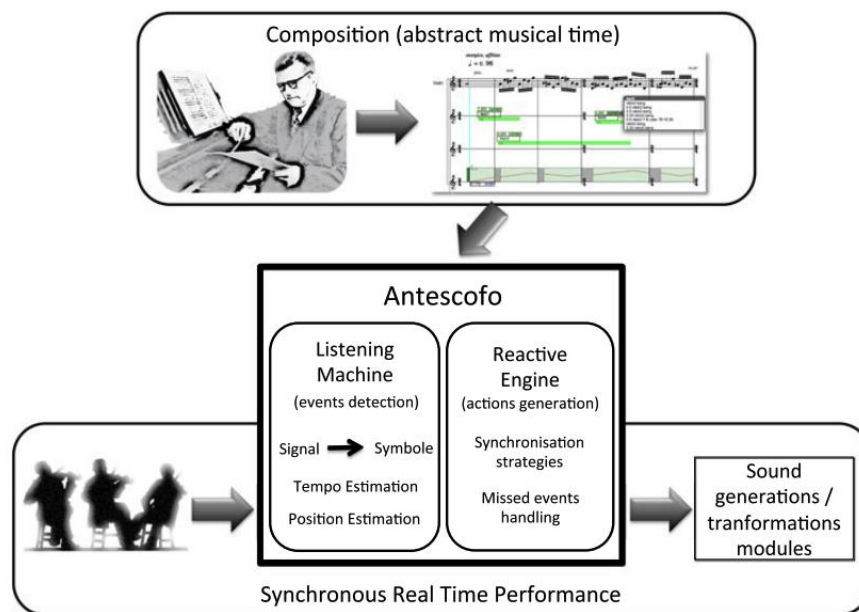 Composition (abstract musical time)
Antescofo
Listening
Machine
(events detection)
Signal Symbole
Tempo Estimation
Position Estimation
Reactive
Engine
(actions generation)
Synchronisation
strategies
Missed events
handling
Sound
generations /
tranformations
modules
Synchronous Real Time Performance